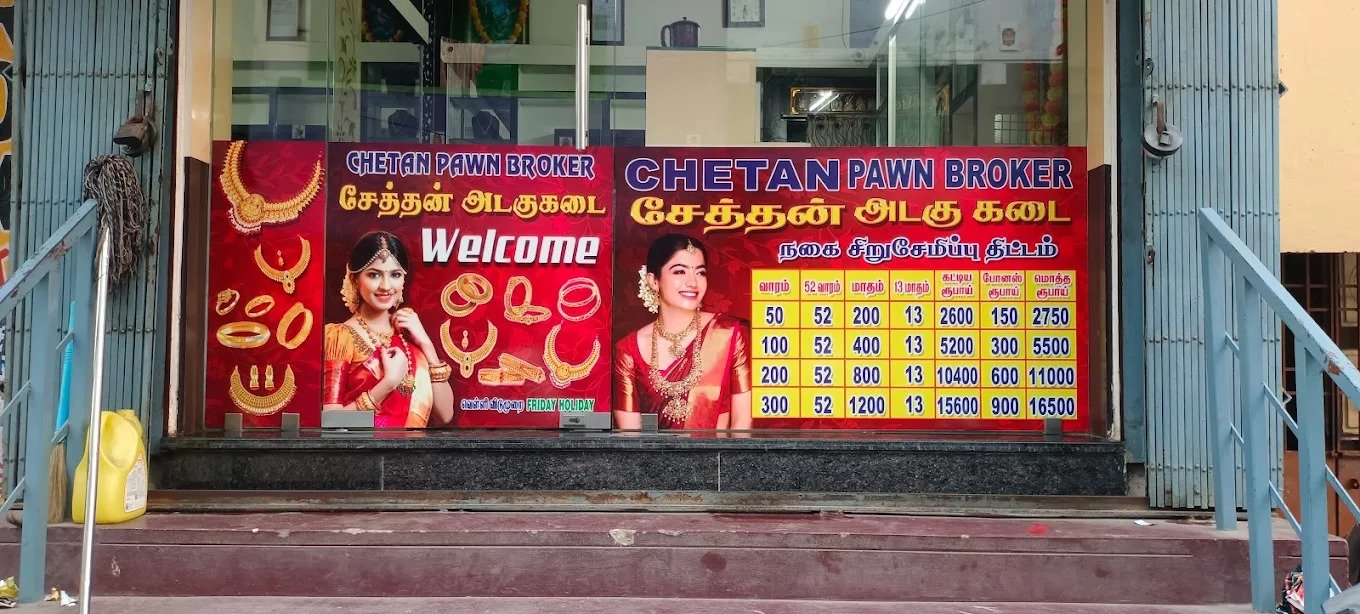 CHETAN PAWN BROKER
சேத்தன் அடகுகடை
Welcome
வெள்ளி விடுமுறை FRIDAY HOLIDAY
CHETAN PAWN BROKER
சேத்தன் அடகு கடை
நகை சிறுசேமிப்பு திட்டம்
வாரம் 52 வாரம் மாதம் 13 மாதம் கட்டிய ரூபாய் போனஸ் ரூபாய் மொத்த ரூபாய்
50 52 200 13 2600 150 2750
100 52 400 13 5200 300 5500
200 52 800 13 10400 600 11000
300 52 1200 13 15600 900 16500